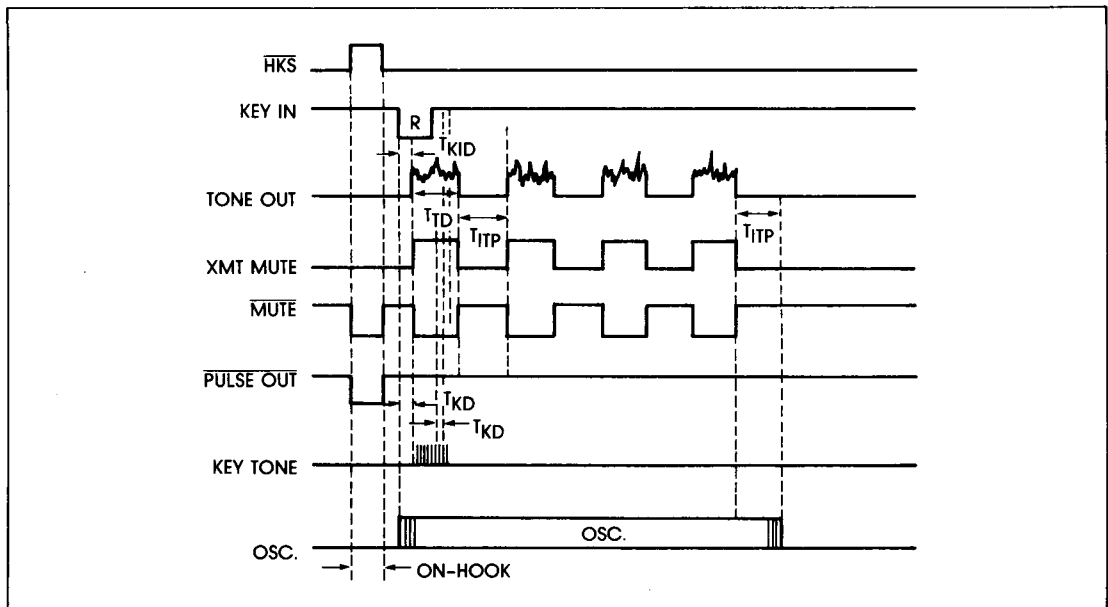 HKS
KEY IN
R
TKID
TONE OUT
TTD
TITP
TITP
XMT MUTE
MUTE
PULSE OUT
TKD
TKD
KEY TONE
OSC.
OSC.
ON-HOOK